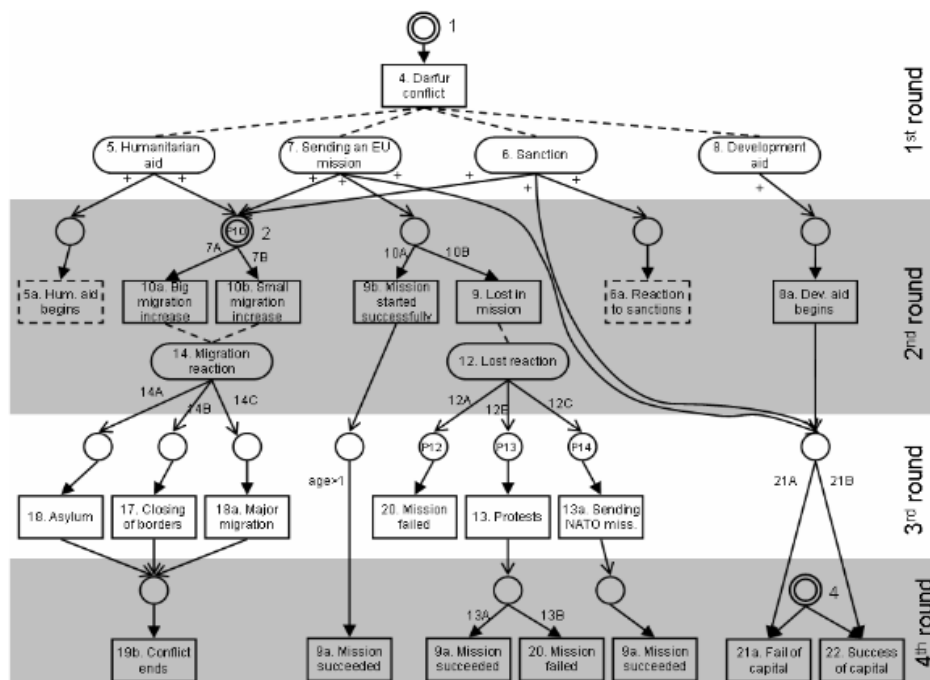 1
4. Darfur
conflict
1st round
5. Humanitarian
aid
7. Sending an EU
mission
6. Sanction
8. Development
aid
+ + + + + + + +
P10 2
7A 7B 10A 10B
5a. Hum. aid
begins
10a. Big
migration
increase
10b. Small
migration
increase
9b. Mission
started
successfully
9. Lost in
mission
6a. Reaction
to sanctions
8a. Dev. aid
begins
2nd round
14. Migration
reaction
12. Lost reaction
14A 14B 14C 12A 12B 12C
P12 P13 P14
age>1 21A 21B
18. Asylum
17. Closing
of borders
18a. Major
migration
20. Mission
failed
13. Protests
13a. Sending
NATO miss.
3rd round
4
13A 13B
19b. Conflict
ends
9a. Mission
succeeded
9a. Mission
succeeded
20. Mission
failed
9a. Mission
succeeded
21a. Fail of
capital
22. Success
of capital
4th round